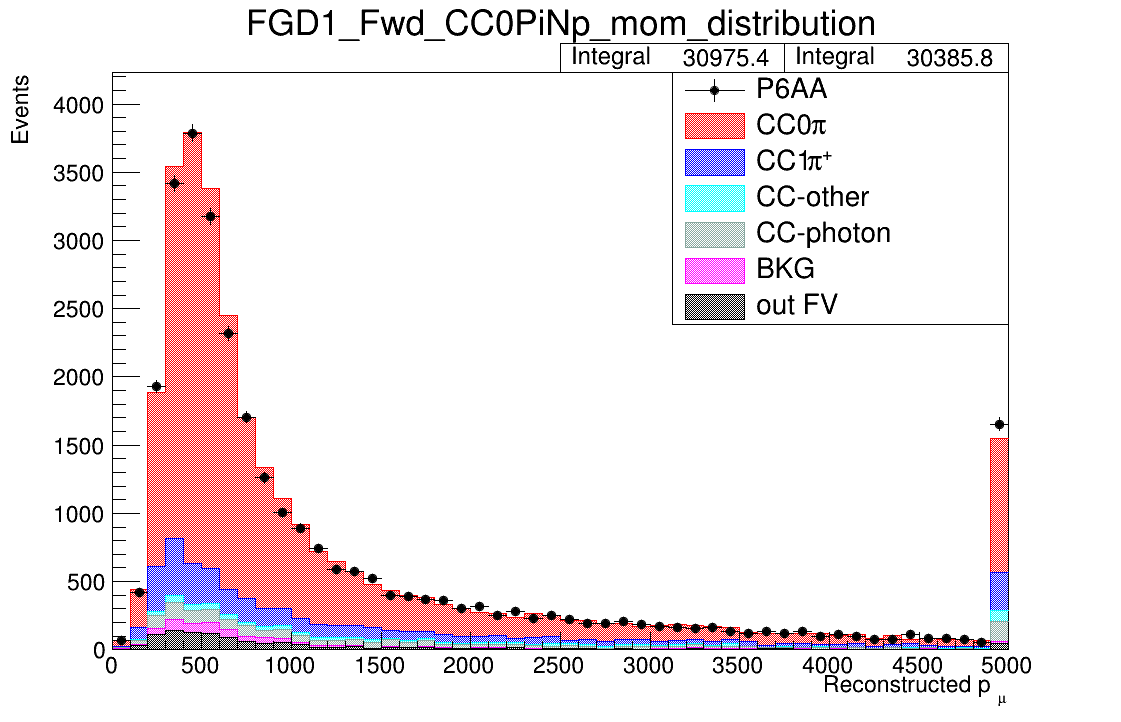 FGD1_Fwd_CC0PiNp_mom_distribution
Integral 30975.4 Integral 30385.8
Events
P6AA
CC0π
CC1π⁺
CC-other
CC-photon
BKG
out FV
4000
3500
3000
2500
2000
1500
1000
500
0
0 500 1000 1500 2000 2500 3000 3500 4000 4500 5000
Reconstructed p μ